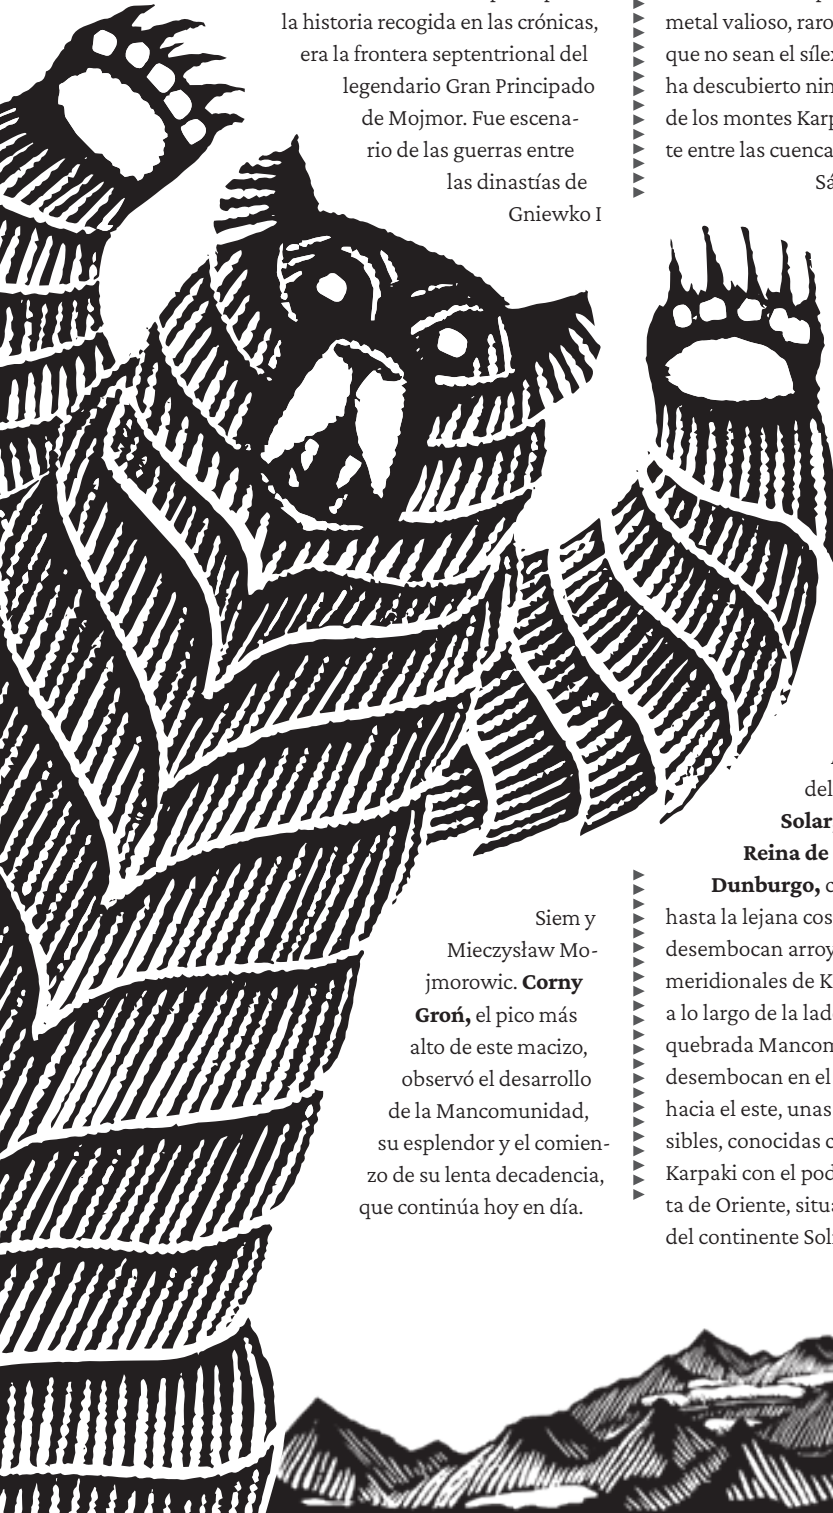 la historia recogida en las crónicas,
era la frontera septentrional del
legendario Gran Principado
de Mojmor. Fue escena-
rio de las guerras entre
las dinastías de
Gniewko I
Siem y
Mieczysław Mo-
jmorowic. Corny
Groń, el pico más
alto de este macizo,
observó el desarrollo
de la Mancomunidad,
su esplendor y el comien-
zo de su lenta decadencia,
que continúa hoy en día.
metal valioso, raro
que no sean el sílex
ha descubierto nin
de los montes Karp
te entre las cuenca
Sá
del
Solar
Reina de
Dunburgo, c
hasta la lejana cos
desembocan arroy
meridionales de K
a lo largo de la lad
quebrada Mancom
desembocan en el
hacia el este, unas
sibles, conocidas c
Karpaki con el pod
ta de Oriente, situa
del continente Sol